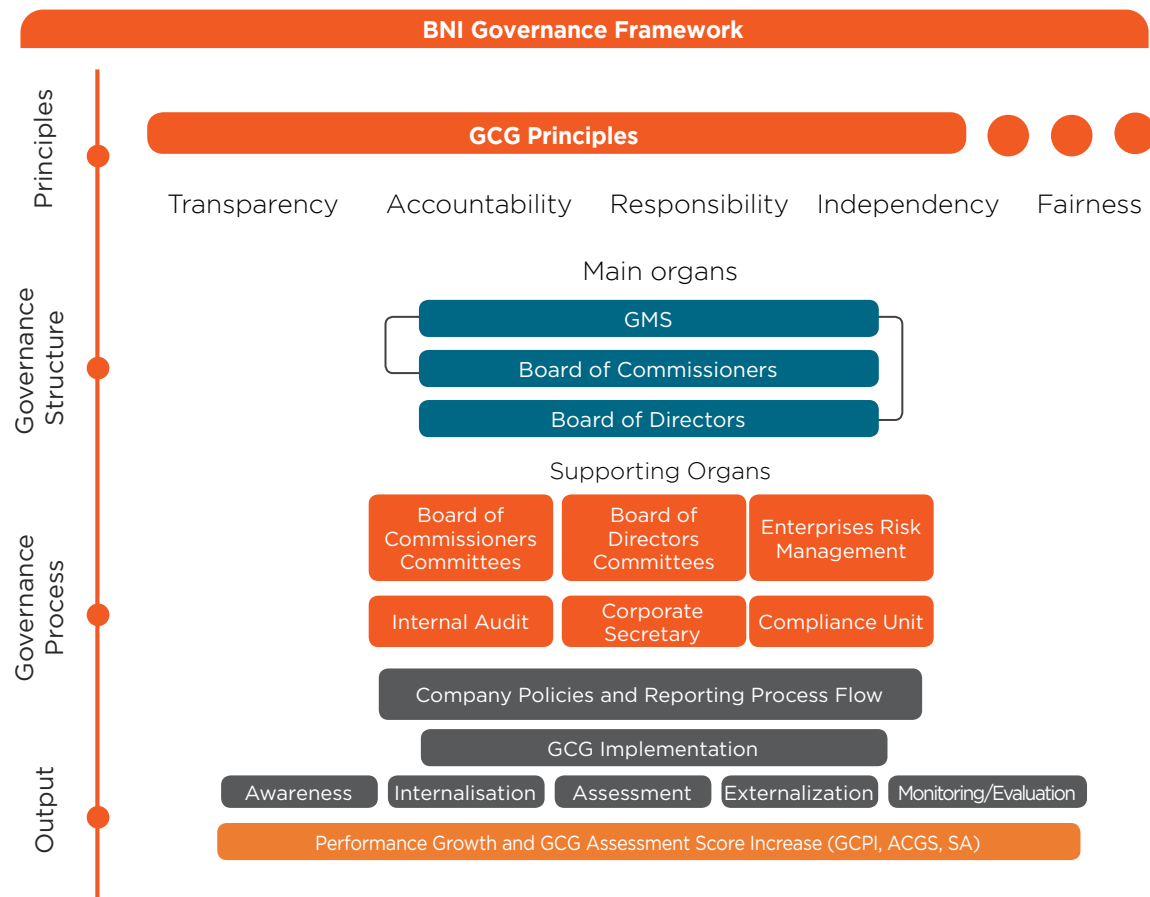 BNI Governance Framework
Principles
GCG Principles
Transparency Accountability Responsibility Independency Fairness
Governance
Structure
Main organs
GMS
Board of Commissioners
Board of Directors
Governance
Process
Supporting Organs
Board of
Commissioners
Committees
Board of
Directors
Committees
Enterprises Risk
Management
Internal Audit
Corporate
Secretary
Compliance Unit
Company Policies and Reporting Process Flow
GCG Implementation
Output
Awareness Internalisation Assessment Externalization Monitoring/Evaluation
Performance Growth and GCG Assessment Score Increase (GCPI, ACGS, SA)